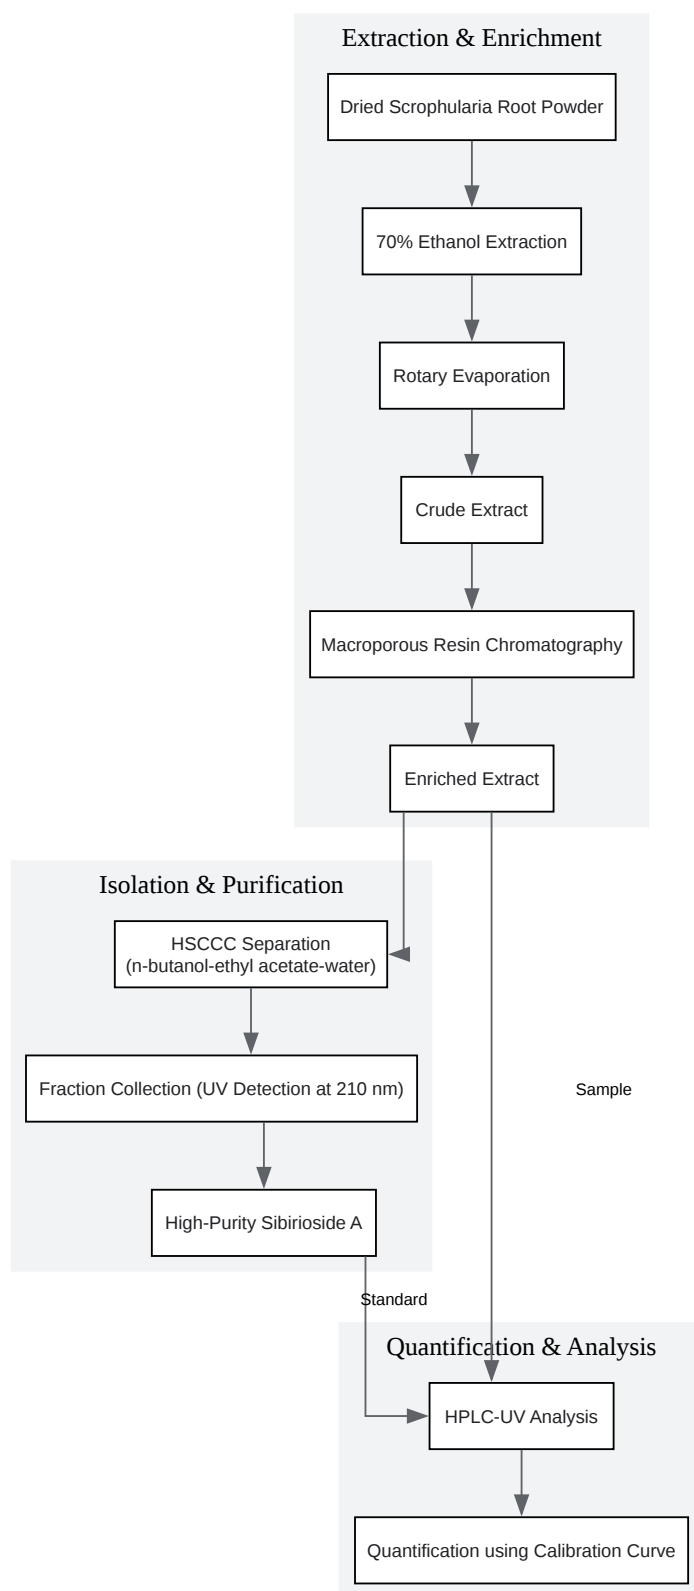 Extraction & Enrichment
Dried Scrophularia Root Powder
70% Ethanol Extraction
Rotary Evaporation
Crude Extract
Macroporous Resin Chromatography
Enriched Extract
Isolation & Purification
HSCCC Separation
(n-butanol-ethyl acetate-water)
Fraction Collection (UV Detection at 210 nm)
Sample
High-Purity Sibirioside A
Standard
Quantification & Analysis
HPLC-UV Analysis
Quantification using Calibration Curve